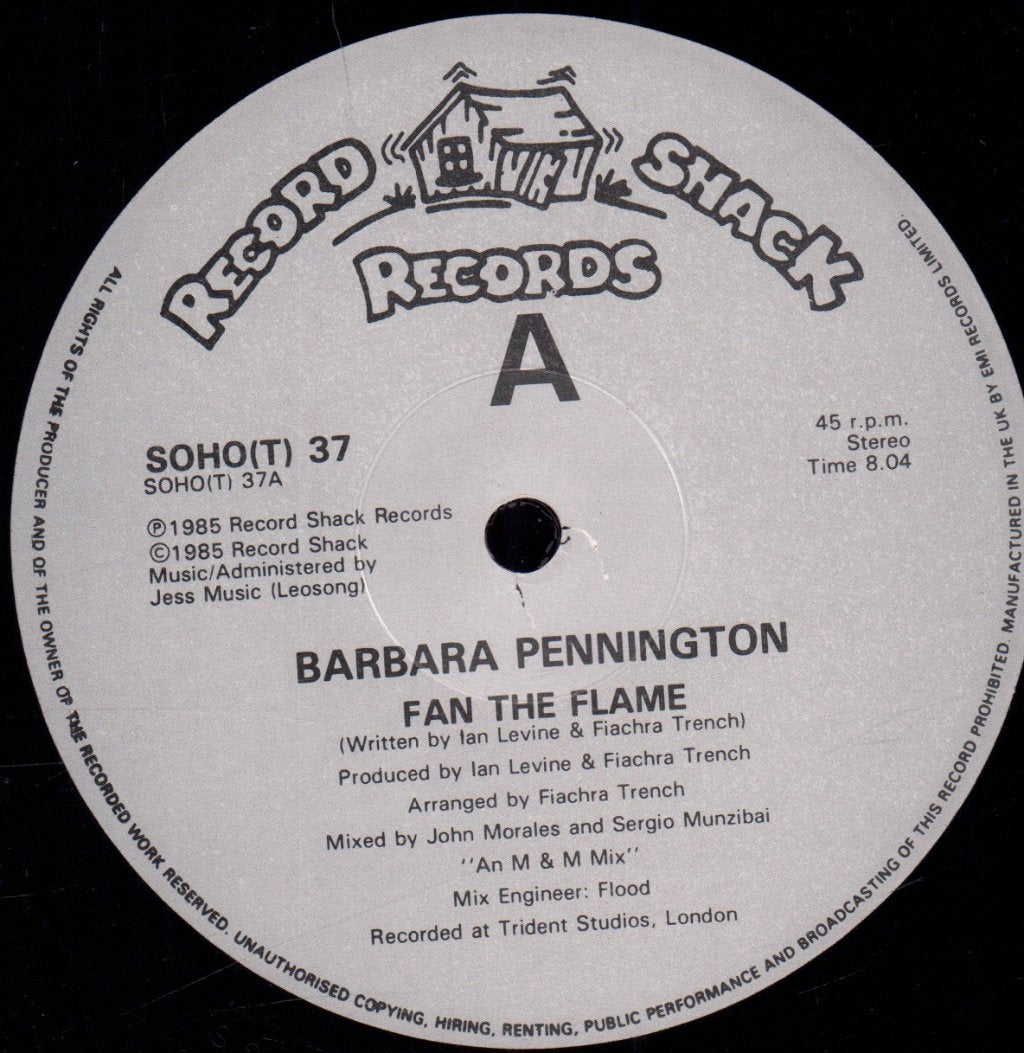 RECORD SHACK
RECORDS
A
SOHO(T) 37
SOHO(T) 37A
45 r.p.m.
Stereo
Time 8.04
℗1985 Record Shack Records
©1985 Record Shack
Music/Administered by
Jess Music (Leosong)
BARBARA PENNINGTON
FAN THE FLAME
(Written by Ian Levine & Fiachra Trench)
Produced by Ian Levine & Fiachra Trench
Arranged by Fiachra Trench
Mixed by John Morales and Sergio Munzibai
''An M & M Mix''
Mix Engineer: Flood
Recorded at Trident Studios, London
ALL RIGHTS OF THE PRODUCER AND OF THE OWNER OF THE RECORDED WORK RESERVED. UNAUTHORISED COPYING, HIRING, RENTING, PUBLIC PERFORMANCE AND BROADCASTING OF THIS RECORD PROHIBITED. MANUFACTURED IN THE UK BY EMI RECORDS LIMITED.